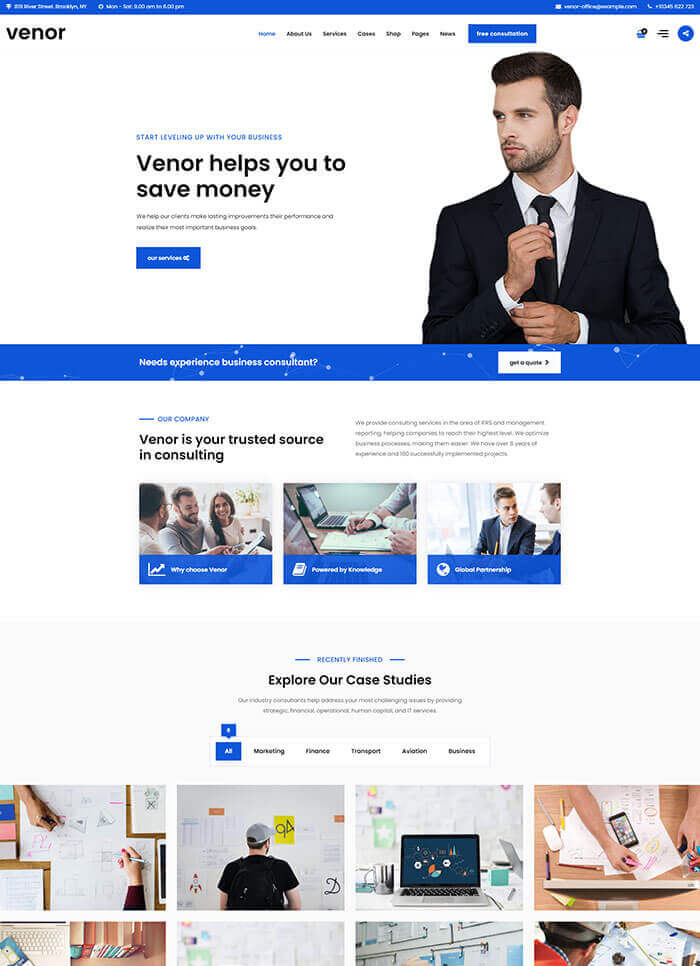 819 River Street. Brooklyn, NY
Mon - Sat: 9.00 am to 6.00 pm
venor-office@example.com
+10345 622 723
venor
Home
About Us
Services
Cases
Shop
Pages
News
free consultation
0
START LEVELING UP WITH YOUR BUSINESS
Venor helps you to
save money
We help our clients make lasting improvements their performance and
realize their most important business goals.
our services
Needs experience business consultant?
get a quote
OUR COMPANY
Venor is your trusted source
in consulting
We provide consulting services in the area of IFRS and management
reporting, helping companies to reach their highest level. We optimize
business processes, making them easier. We have over 8 years of
experience and 160 successfully implemented projects.
Why choose Venor
Powered by Knowledge
Global Partnership
RECENTLY FINISHED
Explore Our Case Studies
Our industry consultants help address your most challenging issues by providing
strategic, financial, operational, human capital, and IT services.
8
All
Marketing
Finance
Transport
Aviation
Business